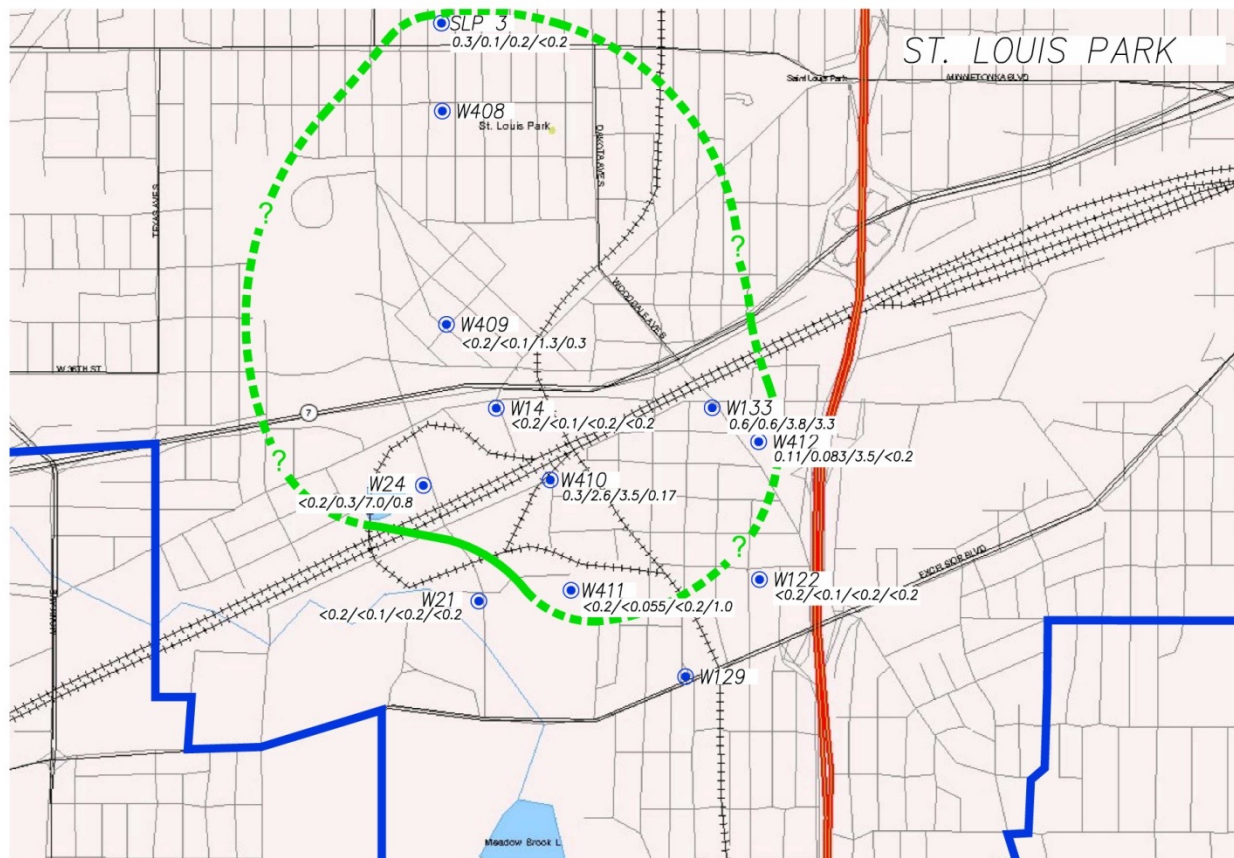 SLP 3
0.3/0.1/0.2/<0.2
ST. LOUIS PARK
Saint Louis Park
MINNETONKA BLVD
W408
St. Louis Park
DAKOTA AVE S
TEXAS AVE S
?
?
WOODDALE AVE S
W409
<0.2/<0.1/1.3/0.3
W 36TH ST
7
W14
<0.2/<0.1/<0.2/<0.2
W133
0.6/0.6/3.8/3.3
W412
0.11/0.083/3.5/<0.2
?
W24
<0.2/0.3/7.0/0.8
W410
0.3/2.6/3.5/0.17
?
EXCELSIOR BLVD
W122
<0.2/<0.1/<0.2/<0.2
W411
<0.2/<0.055/<0.2/1.0
W21
<0.2/<0.1/<0.2/<0.2
W129
Meadow Brook L